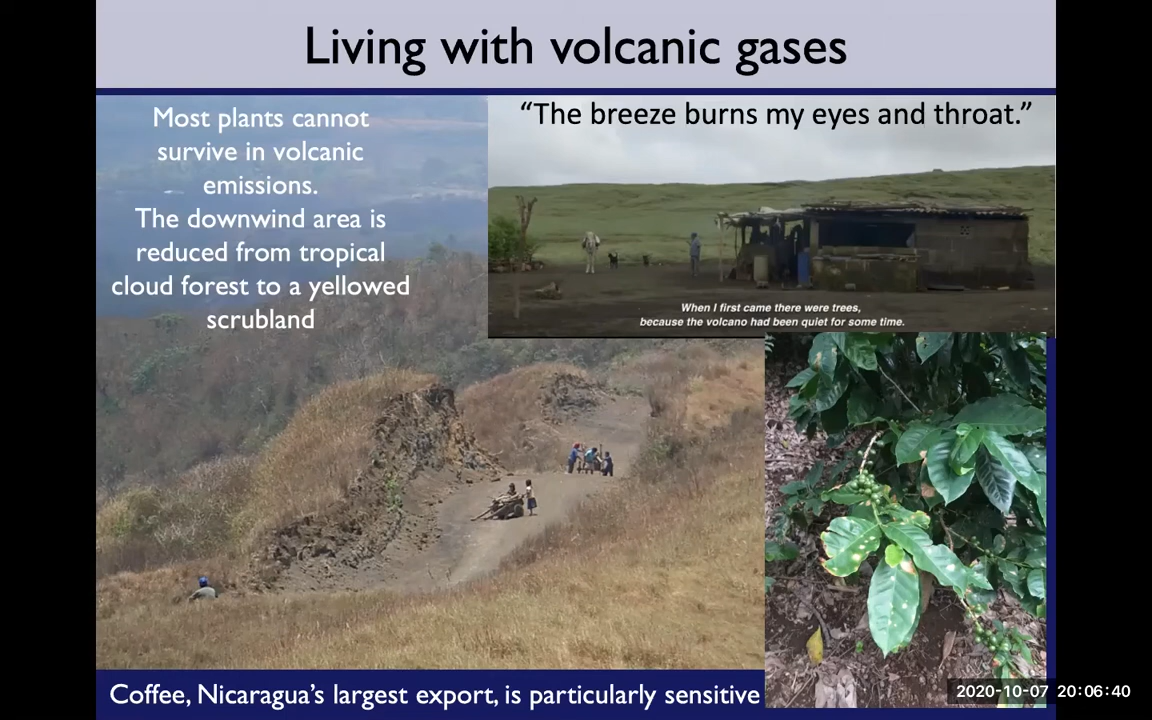 Living with volcanic gases
Most plants cannot
survive in volcanic
emissions.
The downwind area is
reduced from tropical
cloud forest to a yellowed
scrubland
“The breeze burns my eyes and throat.”
When I first came there were trees,
because the volcano had been quiet for some time.
Coffee, Nicaragua’s largest export, is particularly sensitive
2020-10-07 20:06:40